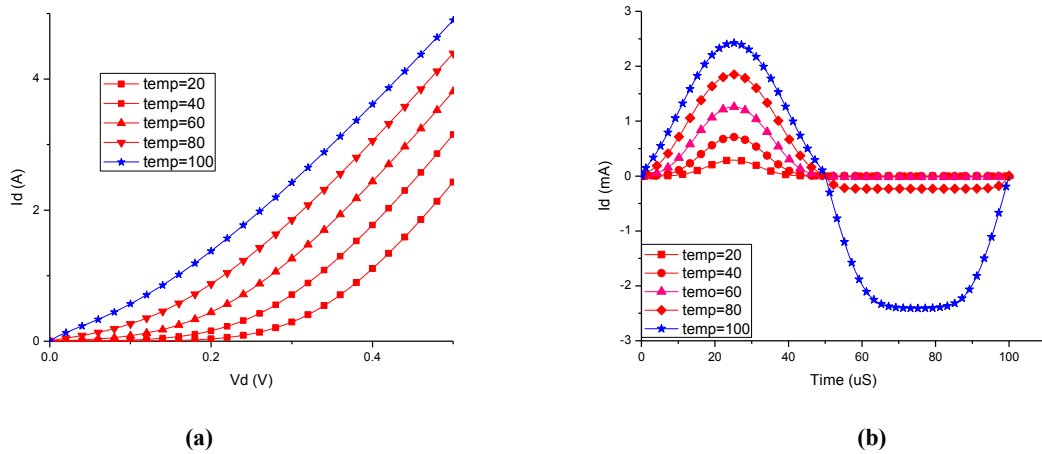 4
2
0
Id (A)
temp=20
temp=40
temp=60
temp=80
temp=100
0.0
0.2
0.4
Vd (V)
(a)
3
2
1
0
-1
-2
-3
Id (mA)
temp=20
temp=40
temo=60
temp=80
temp=100
0
20
40
60
80
100
Time (uS)
(b)